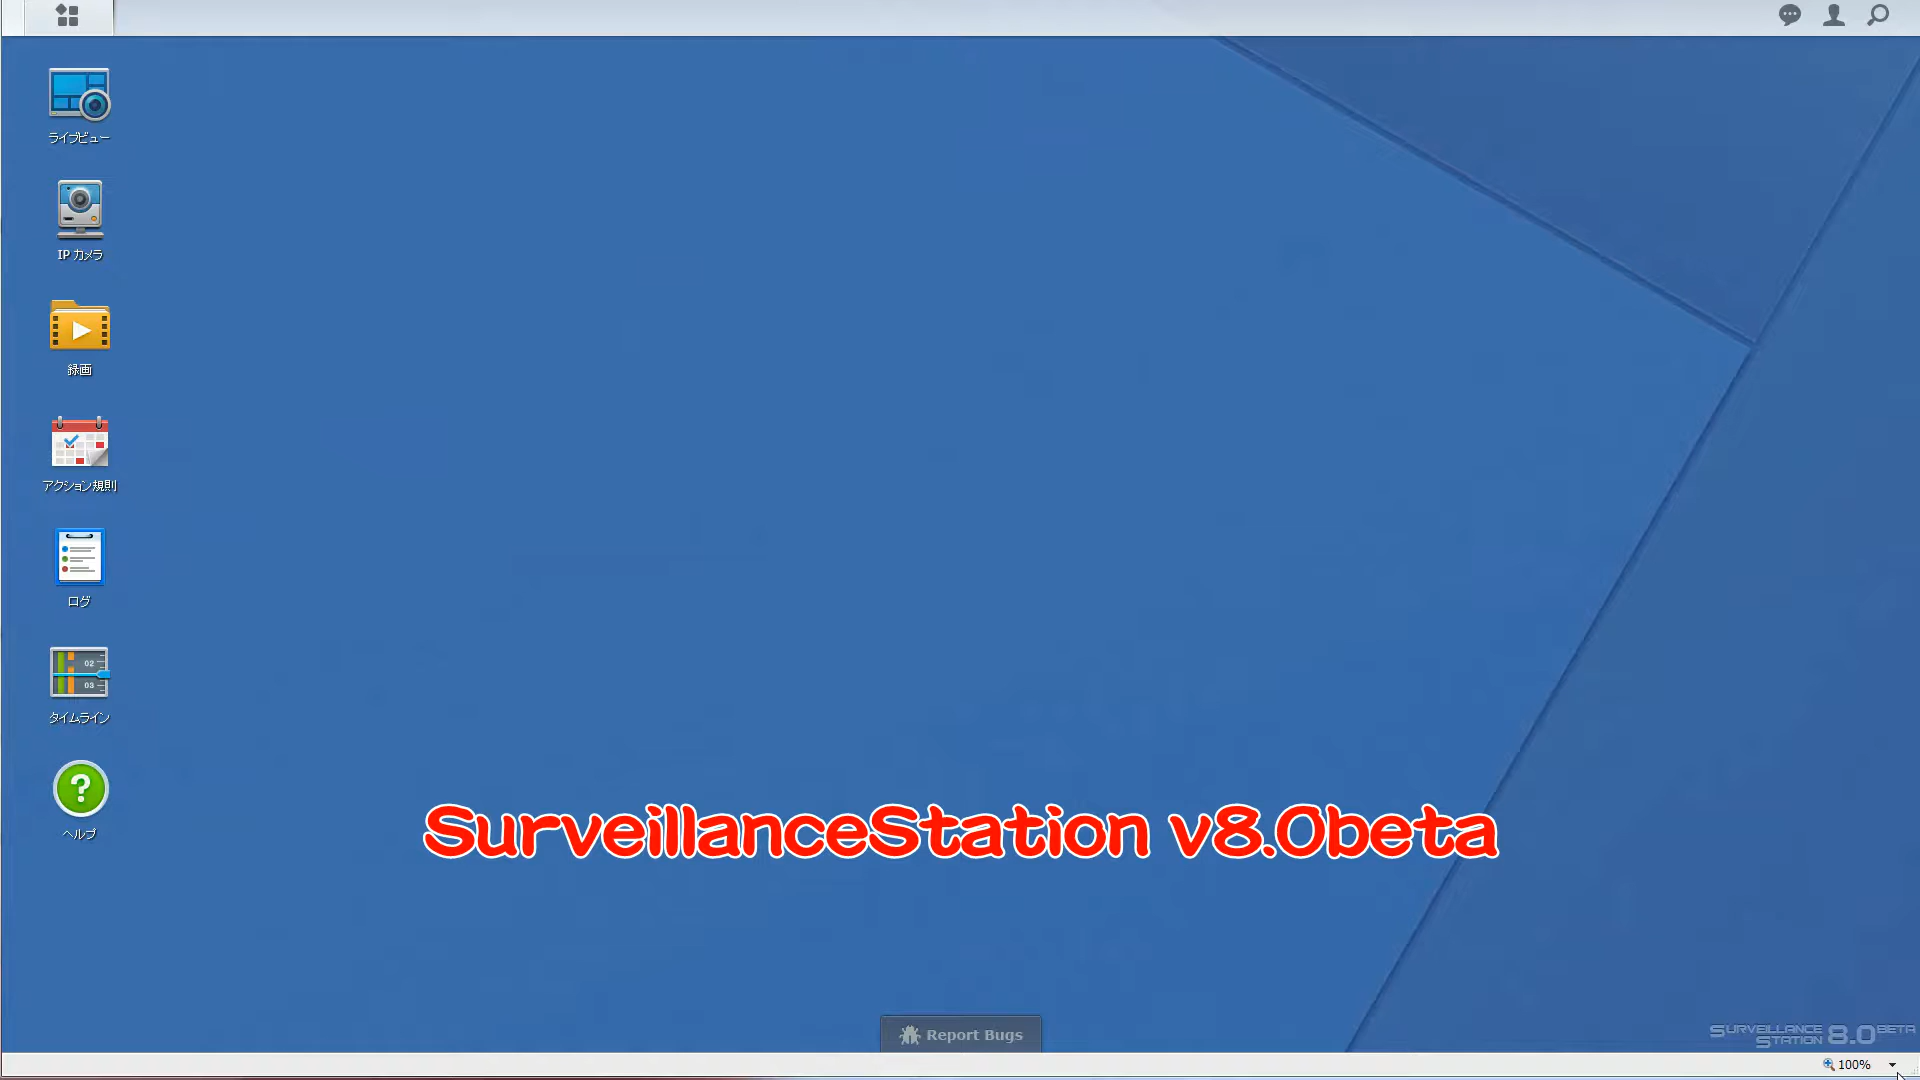 ライブビュー
IP カメラ
録画
アクション規則
02
03
ログ
タイムライン
?
ヘルプ
SurveillanceStation v8.0beta
Report Bugs
SURVEILLANCE STATION 8.0 BETA
100%